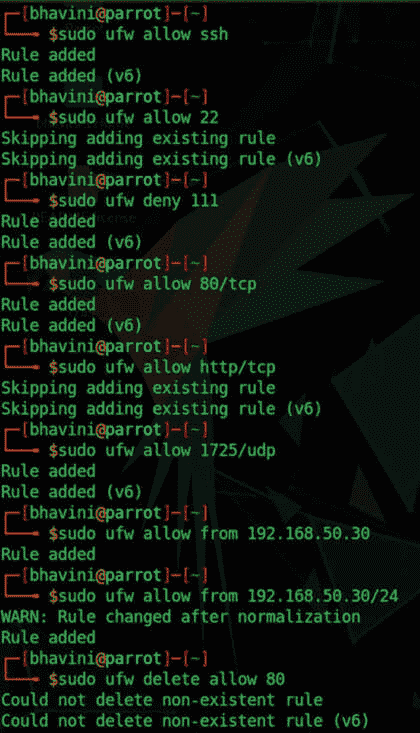 [bhavini@parrot]─[~]
$sudo ufw allow ssh
Rule added
Rule added (v6)
[bhavini@parrot]─[~]
$sudo ufw allow 22
Skipping adding existing rule
Skipping adding existing rule (v6)
[bhavini@parrot]─[~]
$sudo ufw deny 111
Rule added
Rule added (v6)
[bhavini@parrot]─[~]
$sudo ufw allow 80/tcp
Rule added
Rule added (v6)
[bhavini@parrot]─[~]
$sudo ufw allow http/tcp
Skipping adding existing rule
Skipping adding existing rule (v6)
[bhavini@parrot]─[~]
$sudo ufw allow 1725/udp
Rule added
Rule added (v6)
[bhavini@parrot]─[~]
$sudo ufw allow from 192.168.50.30
Rule added
[bhavini@parrot]─[~]
$sudo ufw allow from 192.168.50.30/24
WARN: Rule changed after normalization
Rule added
[bhavini@parrot]─[~]
$sudo ufw delete allow 80
Could not delete non-existent rule
Could not delete non-existent rule (v6)